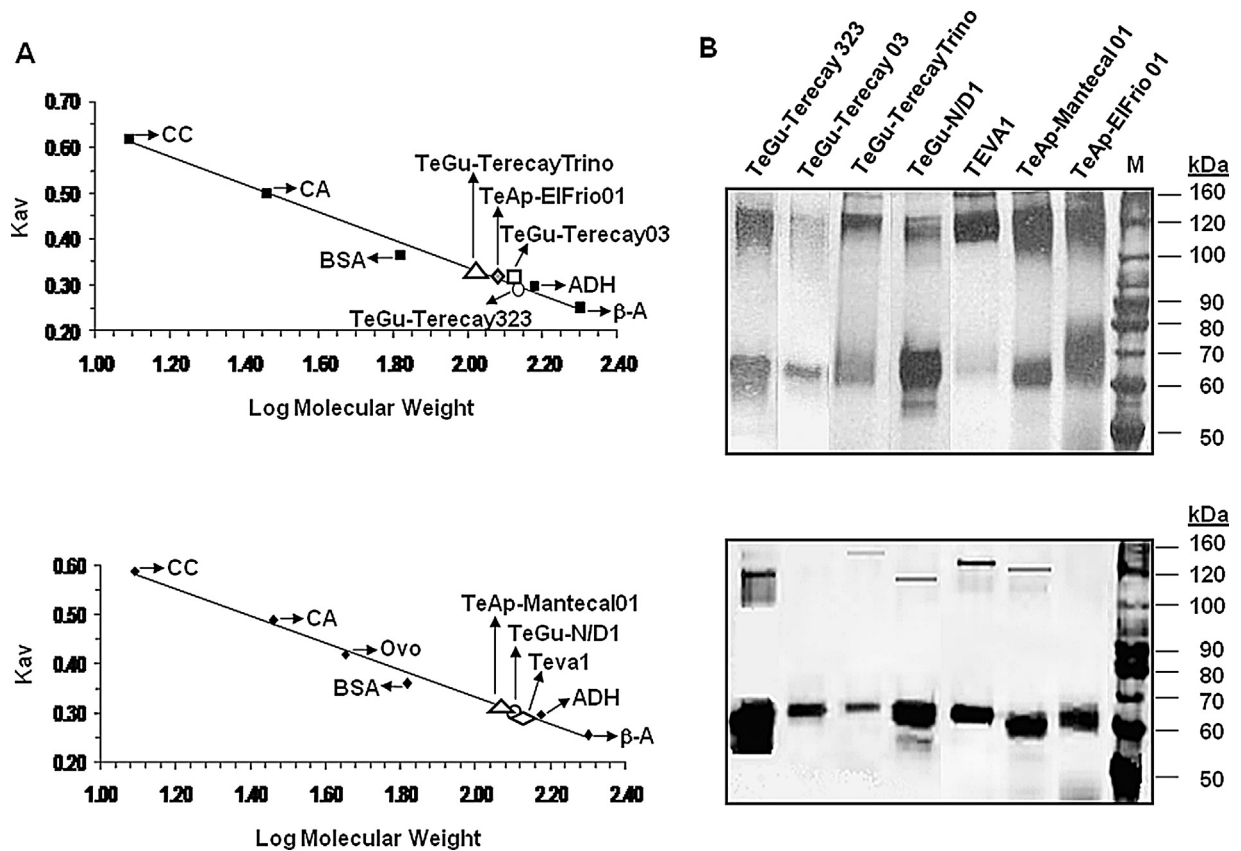 A
0.70
0.60
0.50
0.40
0.30
0.20
Kav
CC
CA
BSA
TeGu-TerecayTrino
TeAp-ElFrio01
TeGu-Terecay03
ADH
β-A
TeGu-Terecay323
1.00 1.20 1.40 1.60 1.80 2.00 2.20 2.40
Log Molecular Weight
0.60
0.50
0.40
0.30
0.20
Kav
CC
CA
Ovo
BSA
TeAp-Mantecal01
TeGu-N/D1
Teva1
ADH
β-A
1.00 1.20 1.40 1.60 1.80 2.00 2.20 2.40
Log Molecular Weight
B
TeGu-Terecay 323
TeGu-Terecay 03
TeGu-TerecayTrino
TeGu-N/D1
TEVA1
TeAp-Mantecal 01
TeAp-ElFrio 01
M
kDa
160
120
100
90
80
70
60
50
kDa
160
120
100
90
80
70
60
50